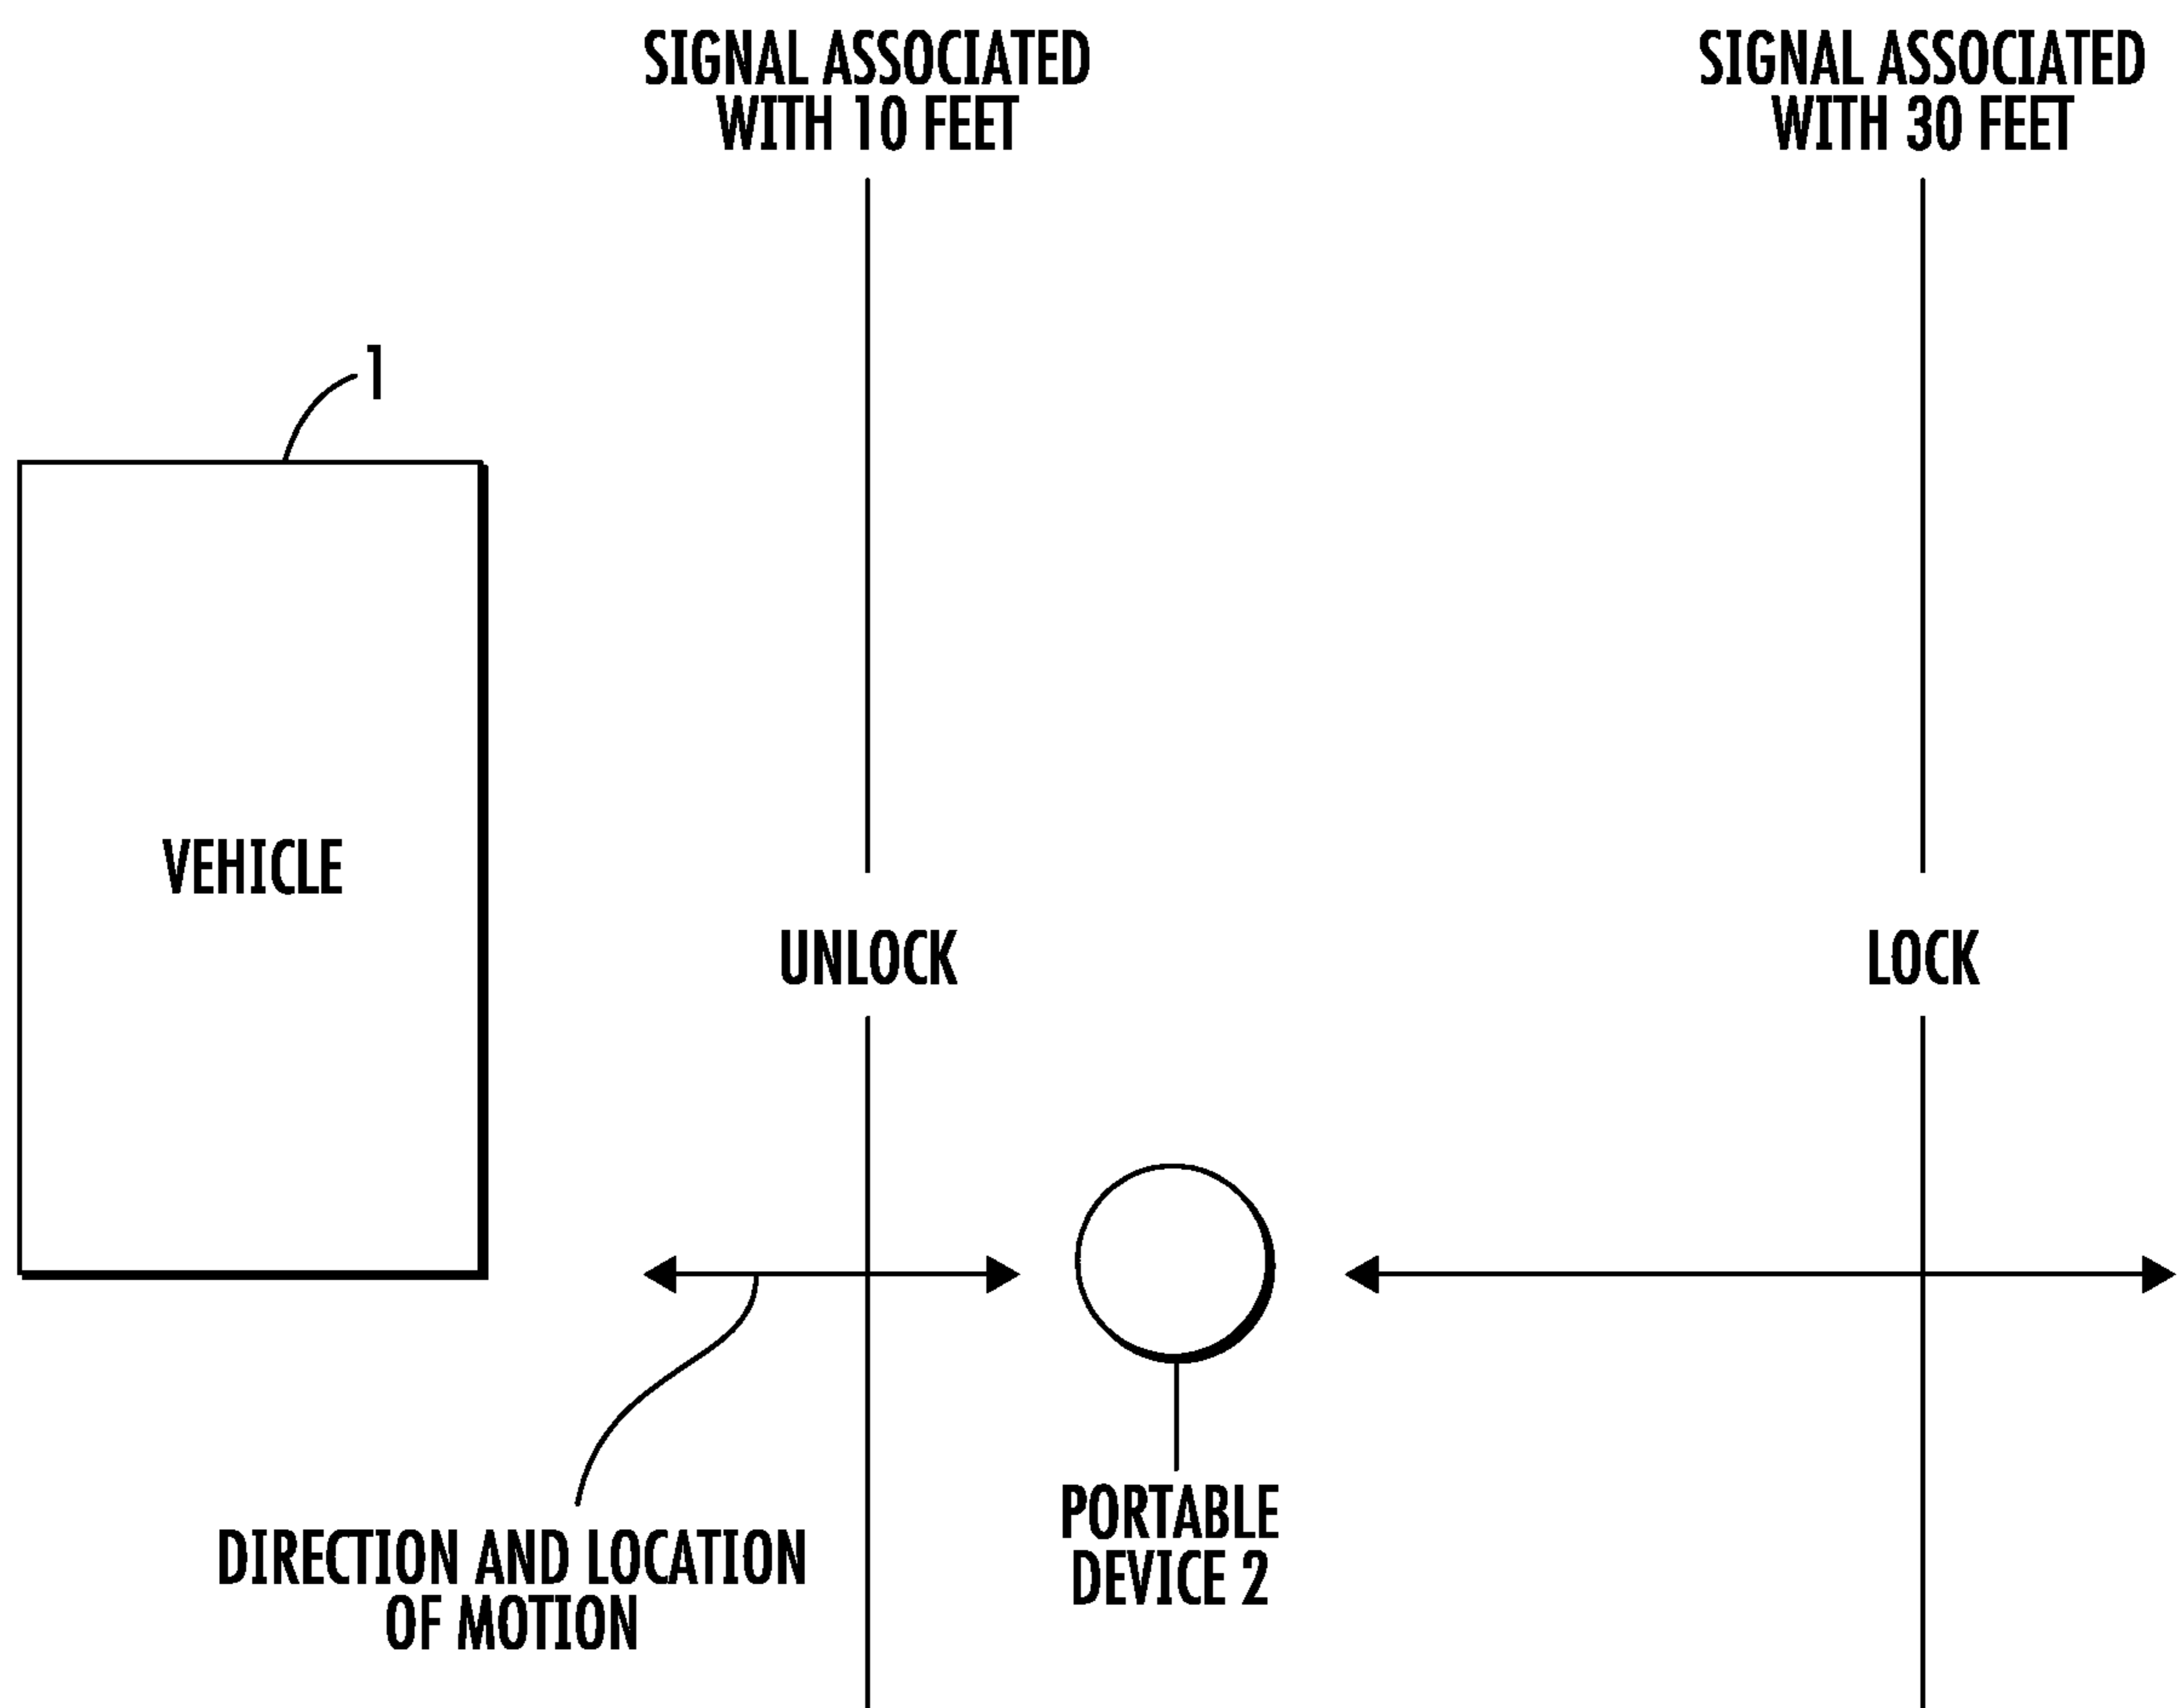 SIGNAL ASSOCIATED
WITH 10 FEET
SIGNAL ASSOCIATED
WITH 30 FEET
1
VEHICLE
UNLOCK
LOCK
PORTABLE
DEVICE 2
DIRECTION AND LOCATION
OF MOTION